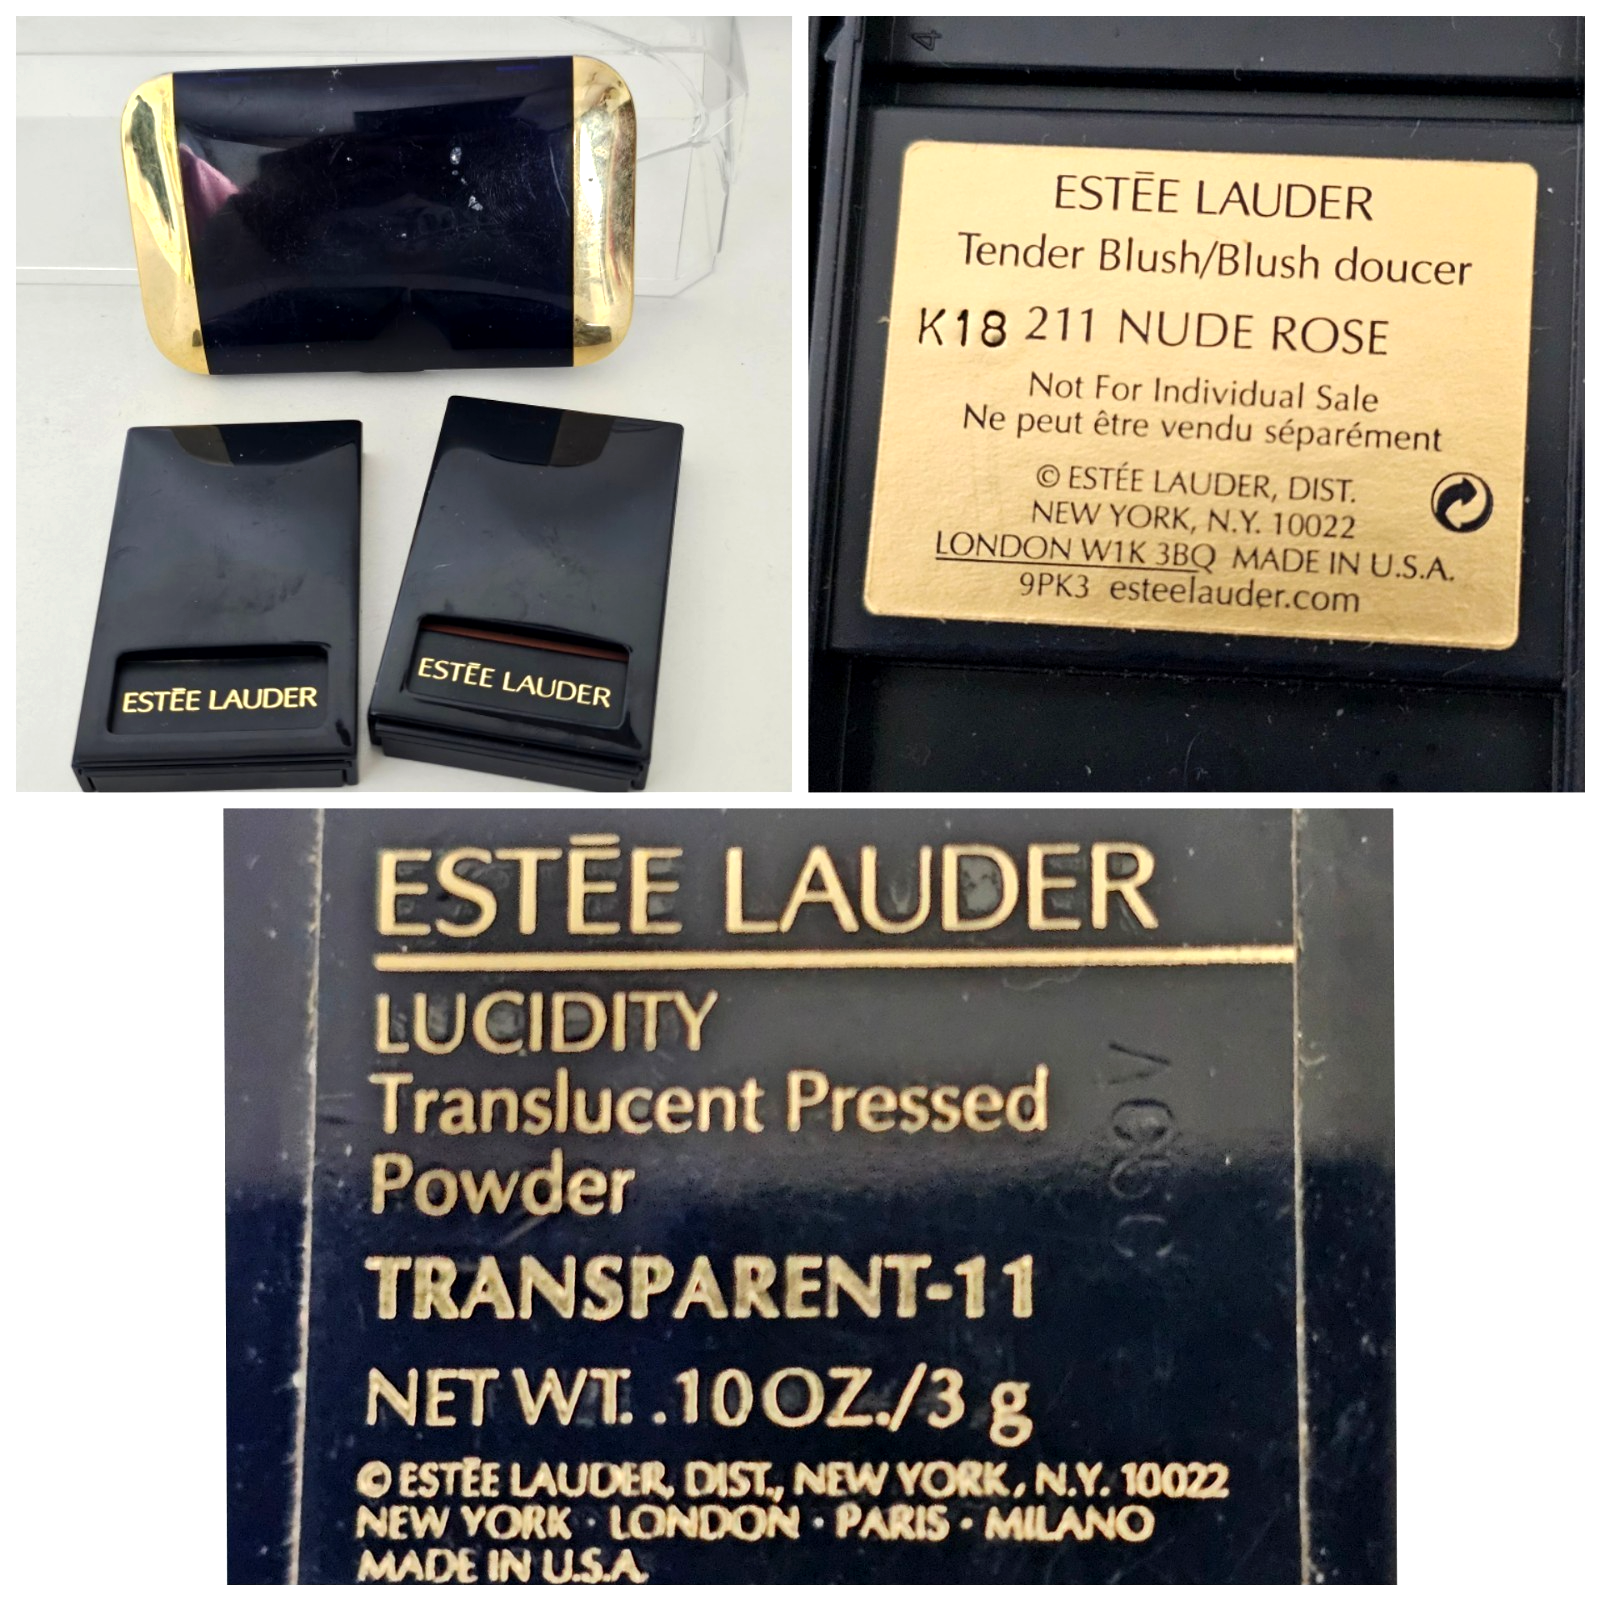 ESTĒE LAUDER
ESTĒE LAUDER
4
ESTĒE LAUDER
Tender Blush/Blush doucer
K18 211 NUDE ROSE
Not For Individual Sale
Ne peut être vendu séparément
© ESTÉE LAUDER, DIST.
NEW YORK, N.Y. 10022
LONDON W1K 3BQ MADE IN U.S.A.
9PK3 esteelauder.com
ESTĒE LAUDER
LUCIDITY
Translucent Pressed
Powder
TRANSPARENT-11
NET WT. .10 OZ./3 g
© ESTĒE LAUDER, DIST., NEW YORK, N.Y. 10022
NEW YORK · LONDON · PARIS · MILANO
MADE IN U.S.A.